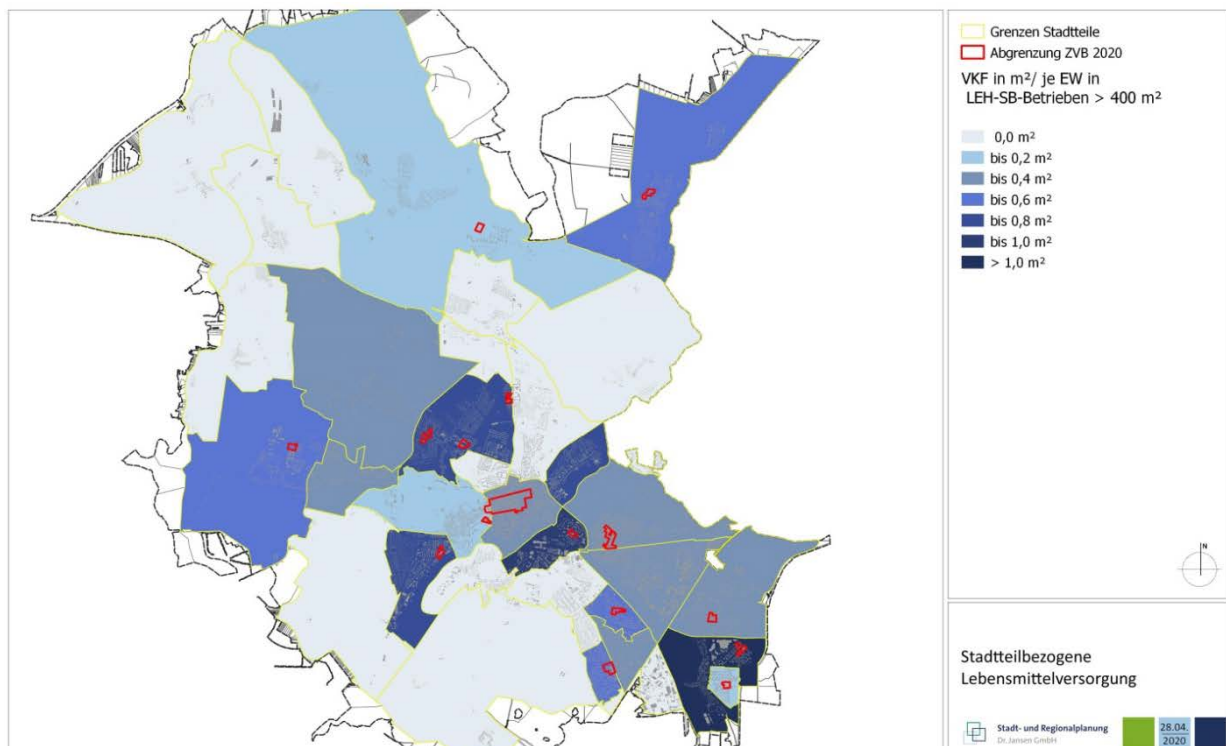 Grenzen Stadtteile
Abgrenzung ZVB 2020
VKF in m²/ je EW in
LEH-SB-Betrieben > 400 m²
0,0 m²
bis 0,2 m²
bis 0,4 m²
bis 0,6 m²
bis 0,8 m²
bis 1,0 m²
> 1,0 m²
N
Stadtteilbezogene
Lebensmittelversorgung
Stadt- und Regionalplanung
Dr. Jansen GmbH
28.04.
2020